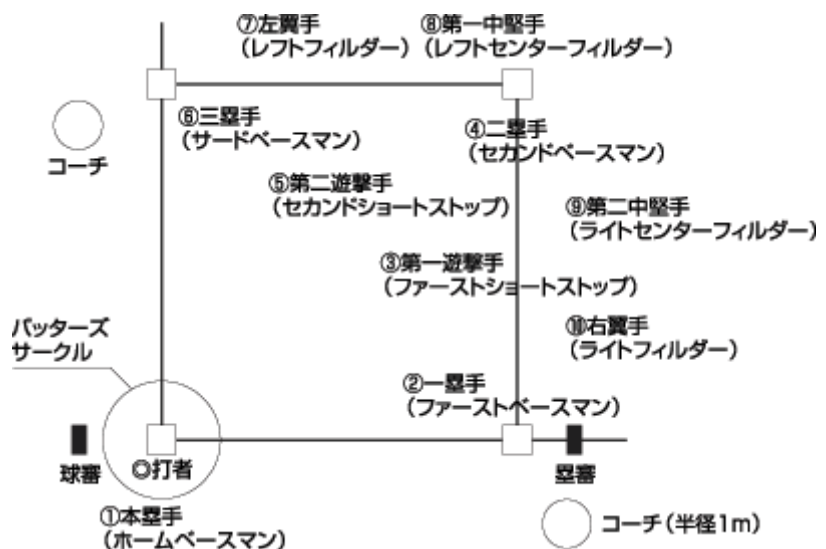 ⑦左翼手
（レフトフィルダー）
⑧第一中堅手
（レフトセンターフィルダー）
⑥三塁手
（サードベースマン）
コーチ
④二塁手
（セカンドベースマン）
⑤第二遊撃手
（セカンドショートストップ）
⑨第二中堅手
（ライトセンターフィルダー）
③第一遊撃手
（ファーストショートストップ）
⑩右翼手
（ライトフィルダー）
バッターズ
サークル
②一塁手
（ファーストベースマン）
球審
◎打者
塁審
①本塁手
（ホームベースマン）
コーチ（半径1m）